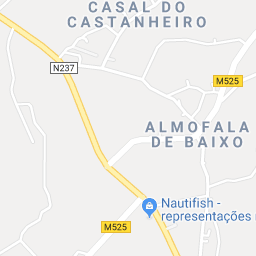 CASAL DO
CASTANHEIRO
N237
M525
ALMOFALA
DE BAIXO
Nautifish -
representações
M525